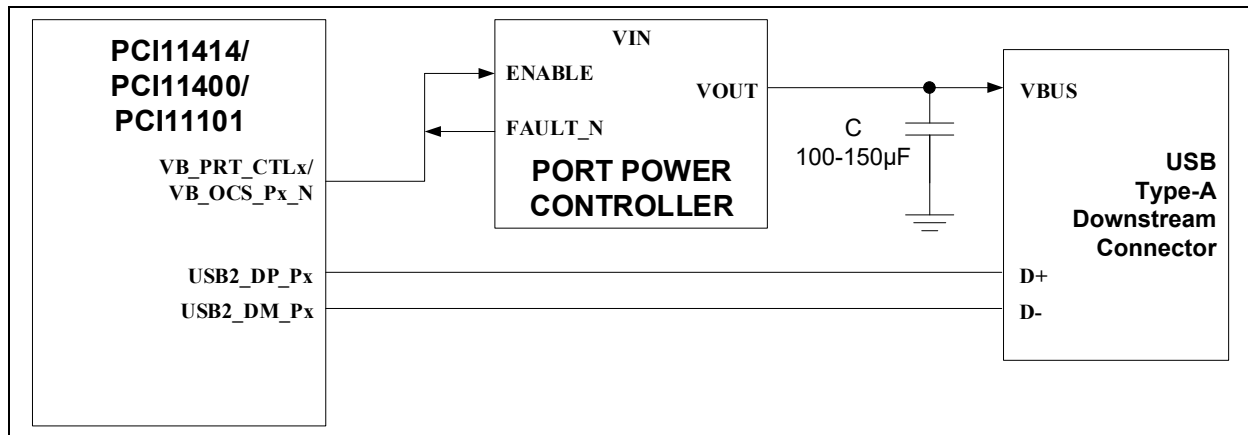 PCI11414/
PCI11400/
PCI11101
VB_PRT_CTLx/
VB_OCS_Px_N
USB2_DP_Px
USB2_DM_Px
VIN
ENABLE
VOUT
FAULT_N
PORT POWER
CONTROLLER
C
100-150µF
VBUS
USB
Type-A
Downstream
Connector
D+
D-